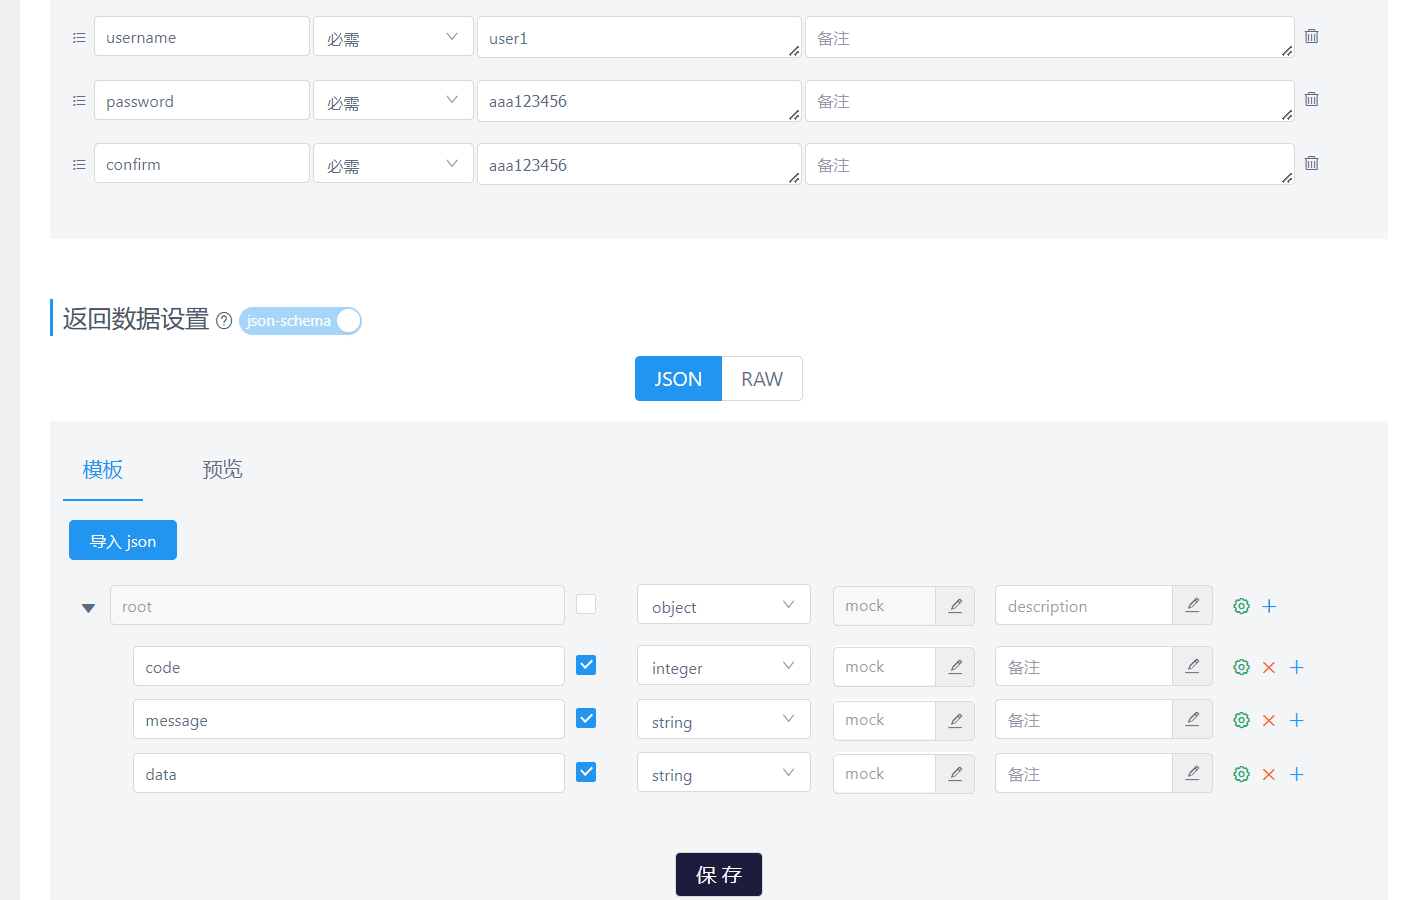 username 必需 user1 备注
password 必需 aaa123456 备注
confirm 必需 aaa123456 备注
返回数据设置 ? json-schema
JSON RAW
模板 预览
导入 json
root object mock description
code integer mock 备注
message string mock 备注
data string mock 备注
保 存